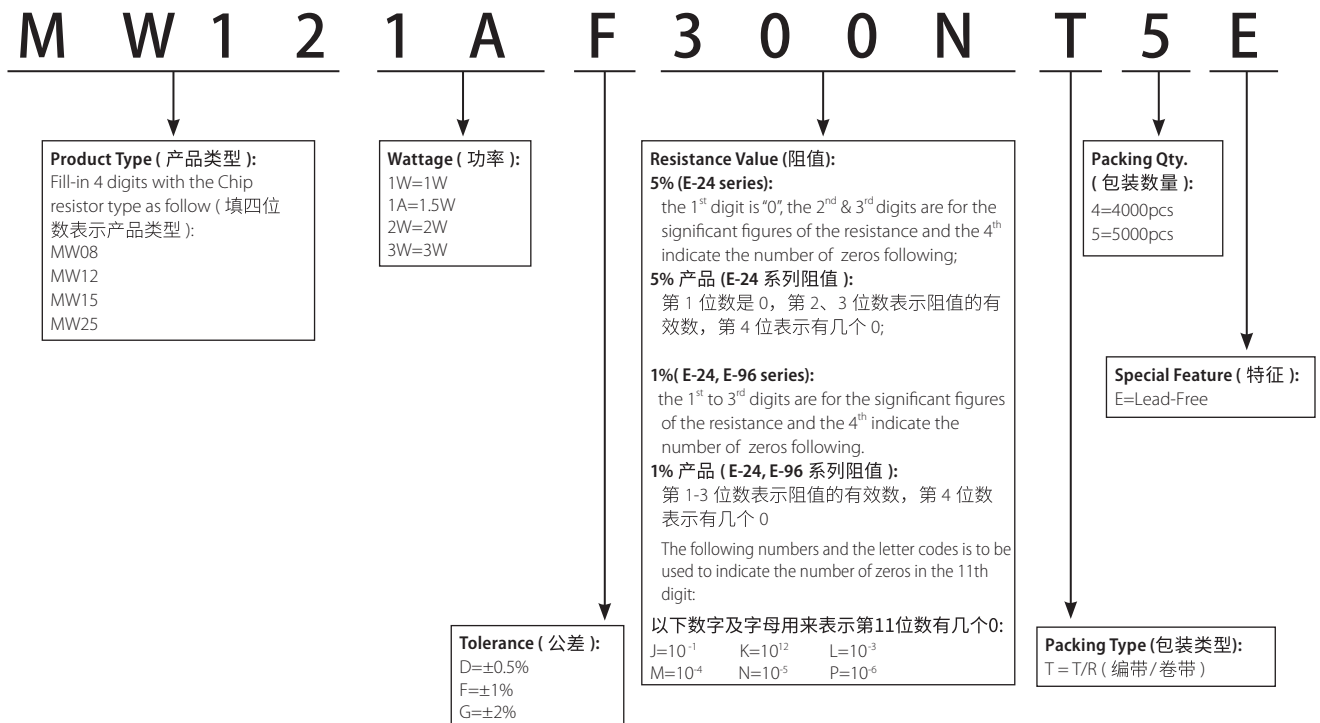 M W 1 2 1 A F 3 0 0 N T 5 E
Product Type ( 产品类型 ):
Fill-in 4 digits with the Chip
resistor type as follow ( 填四位
数表示产品类型 ):
MW08
MW12
MW15
MW25
Wattage ( 功率 ):
1W=1W
1A=1.5W
2W=2W
3W=3W
Resistance Value (阻值):
5% (E-24 series):
the 1st digit is "0", the 2nd & 3rd digits are for the
significant figures of the resistance and the 4th
indicate the number of zeros following;
5% 产品 (E-24 系列阻值 ):
第 1 位数是 0，第 2、3 位数表示阻值的有
效数，第 4 位表示有几个 0;
1%( E-24, E-96 series):
the 1st to 3rd digits are for the significant figures
of the resistance and the 4th indicate the
number of zeros following.
1% 产品 ( E-24, E-96 系列阻值 ):
第 1-3 位数表示阻值的有效数，第 4 位数
表示有几个 0
The following numbers and the letter codes is to be
used to indicate the number of zeros in the 11th
digit:
以下数字及字母用来表示第11位数有几个0:
J=10-1 K=1012 L=10-3
M=10-4 N=10-5 P=10-6
Packing Qty.
( 包装数量 ):
4=4000pcs
5=5000pcs
Special Feature ( 特征 ):
E=Lead-Free
Tolerance ( 公差 ):
D=±0.5%
F=±1%
G=±2%
Packing Type (包装类型):
T = T/R ( 编带/卷带 )